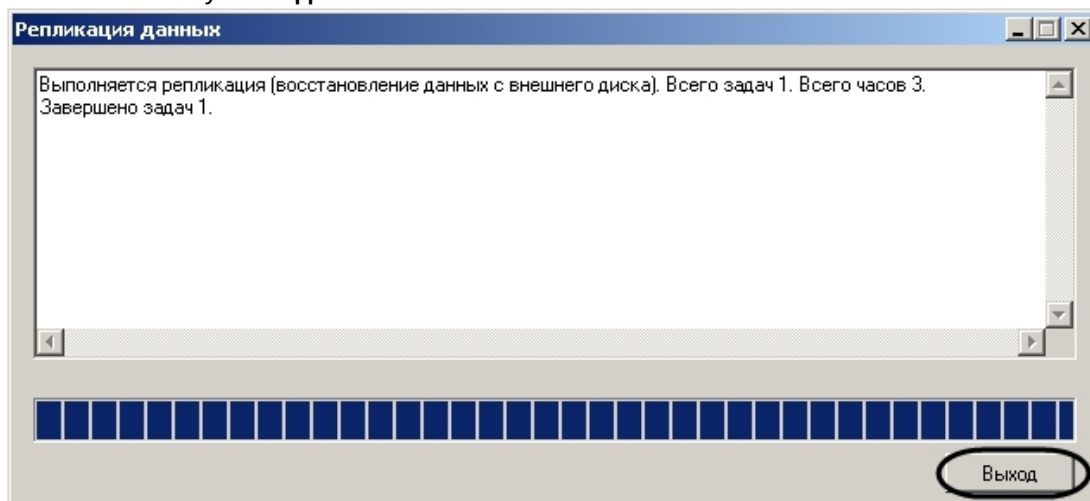 Репликация данных
Выполняется репликация (восстановление данных с внешнего диска). Всего задач 1. Всего часов 3.
Завершено задач 1.
Выход